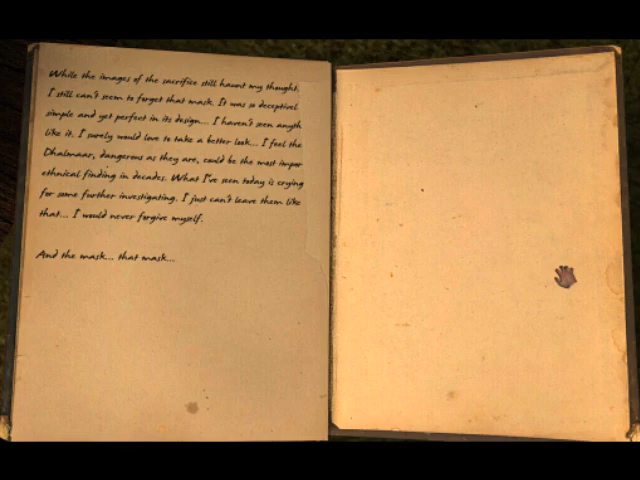 While the images of the sacrifice still haunt my thought,
I still can't seem to forget that mask. It was so deceptivel
simple and yet perfect in its design... I haven't seen anyth
like it. I surely would love to take a better look... I feel the
Dhalmaar, dangerous as they are, could be the most impor
ethnical finding in decades. What I've seen today is crying
for some further investigating. I just can't leave them like
that... I would never forgive myself.
And the mask... that mask...